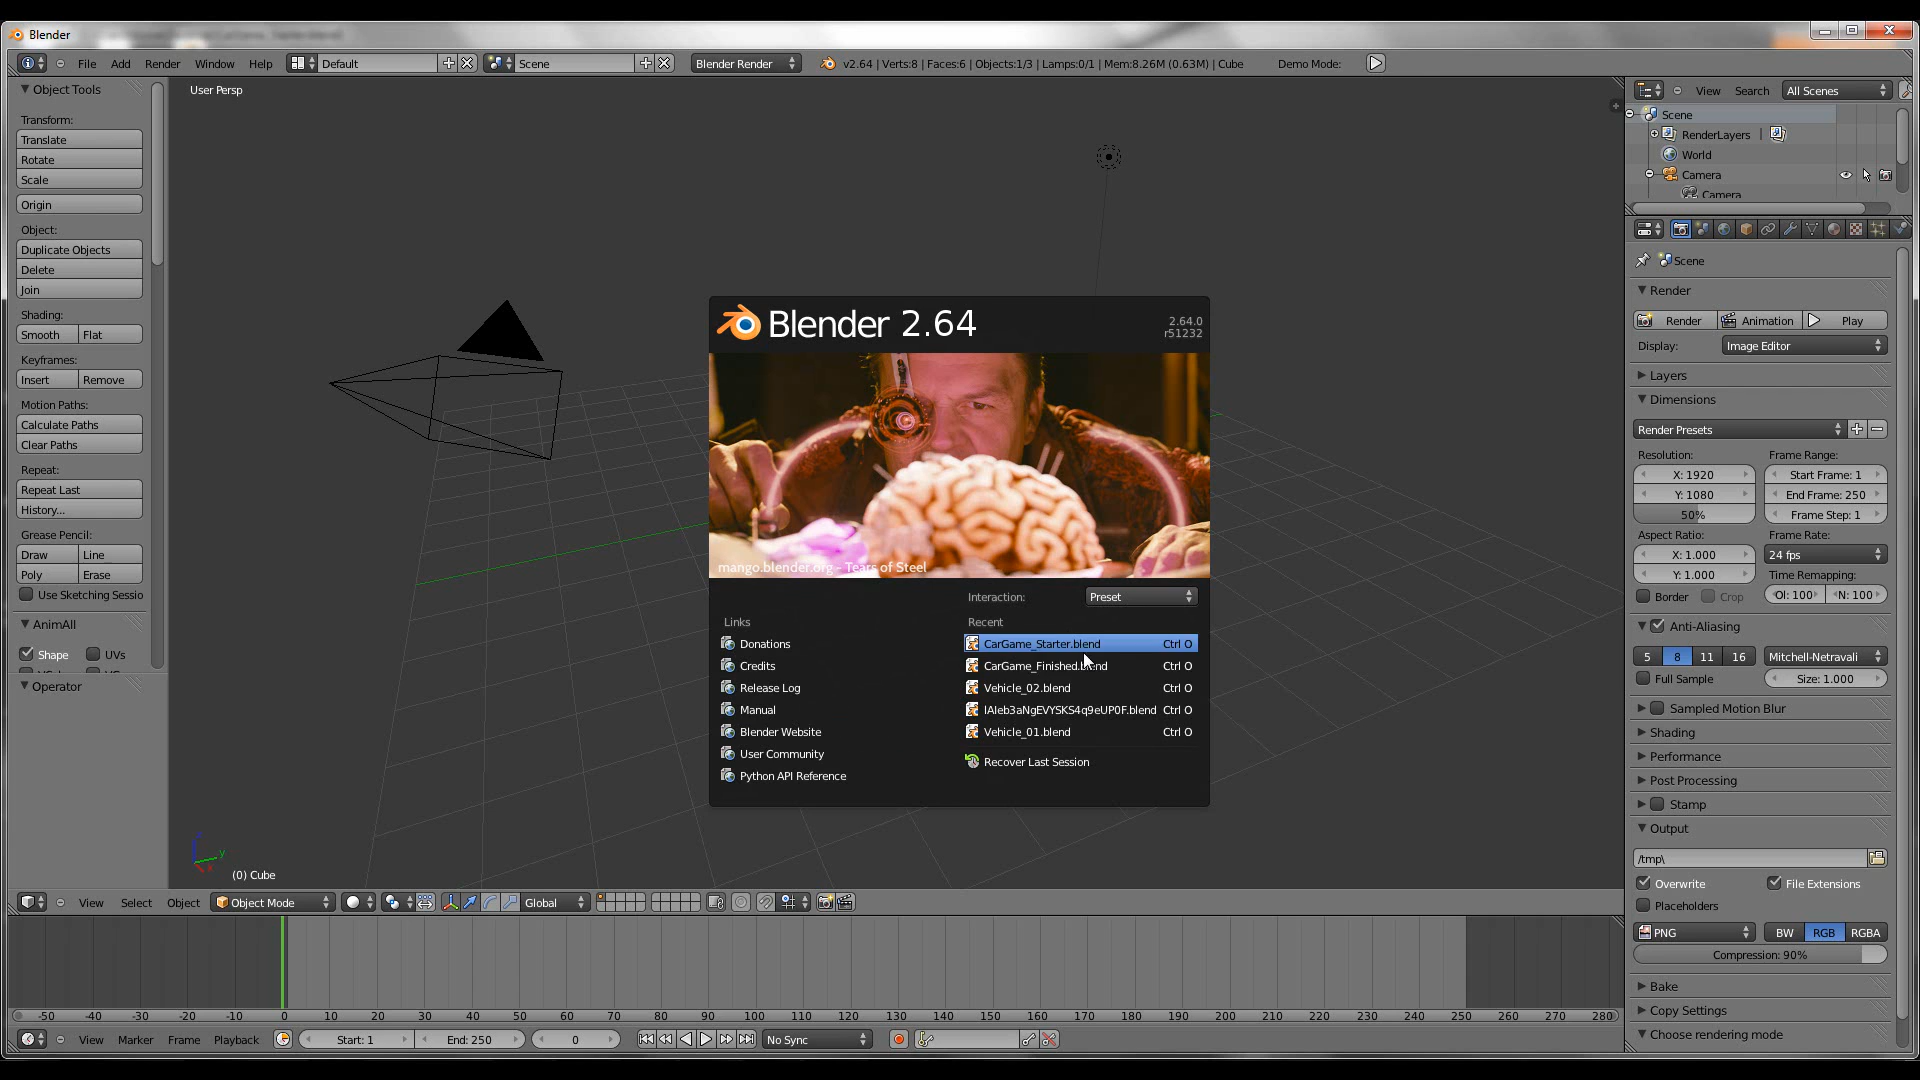 Blender
File Add Render Window Help Default Scene Blender Render v2.64 | Verts:8 | Faces:6 | Objects:1/3 | Lamps:0/1 | Mem:8.26M (0.63M) | Cube Demo Mode:
Object Tools
Transform:
Translate
Rotate
Scale
Origin
Object:
Duplicate Objects
Delete
Join
Shading:
Smooth Flat
Keyframes:
Insert Remove
Motion Paths:
Calculate Paths
Clear Paths
Repeat:
Repeat Last
History...
Grease Pencil:
Draw Line
Poly Erase
Use Sketching Sessio
AnimAll
Shape UVs
Operator
User Persp
Blender 2.64
2.64.0
r51232
mango.blender.org - Tears of Steel
Interaction: Preset
Links
Donations
Credits
Release Log
Manual
Blender Website
User Community
Python API Reference
Recent
CarGame_Starter.blend Ctrl O
CarGame_Finished.blend Ctrl O
Vehicle_02.blend Ctrl O
IAIeb3aNgEVYSKS4q9eUP0F.blend Ctrl O
Vehicle_01.blend Ctrl O
Recover Last Session
y
(0) Cube
View Select Object Object Mode Global
-50 -40 -30 -20 -10 0 10 20 30 40 50 60 70 80 90 100 110 120 130 140 150 160 170 180 190 200 210 220 230 240 250 260 270 280
View Marker Frame Playback Start: 1 End: 250 0 No Sync
View Search All Scenes
Scene
RenderLayers |
World
Camera
Camera
Scene
Render
Render Animation Play
Display: Image Editor
Layers
Dimensions
Render Presets
Resolution: Frame Range:
X: 1920 Start Frame: 1
Y: 1080 End Frame: 250
50% Frame Step: 1
Aspect Ratio: Frame Rate:
X: 1.000 24 fps
Y: 1.000 Time Remapping:
Border Crop Ol: 100 N: 100
Anti-Aliasing
5 8 11 16 Mitchell-Netravali
Full Sample Size: 1.000
Sampled Motion Blur
Shading
Performance
Post Processing
Stamp
Output
/tmp\
Overwrite File Extensions
Placeholders
PNG BW RGB RGBA
Compression: 90%
Bake
Copy Settings
Choose rendering mode